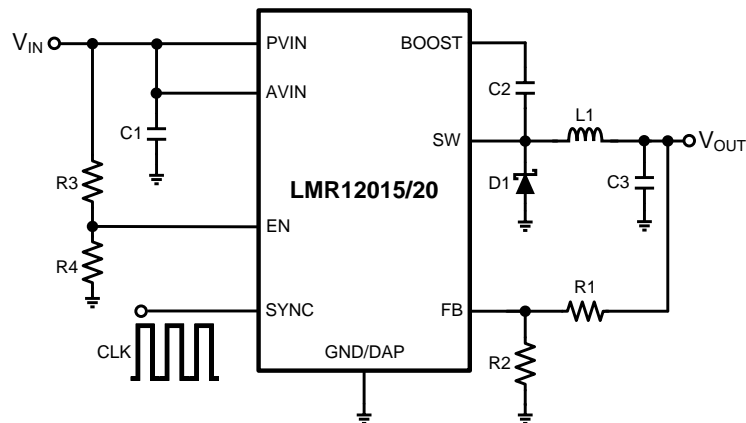 VIN
PVIN
BOOST
AVIN
C2
C1
L1
SW
VOUT
R3
LMR12015/20
D1
C3
EN
R4
SYNC
FB
R1
CLK
GND/DAP
R2